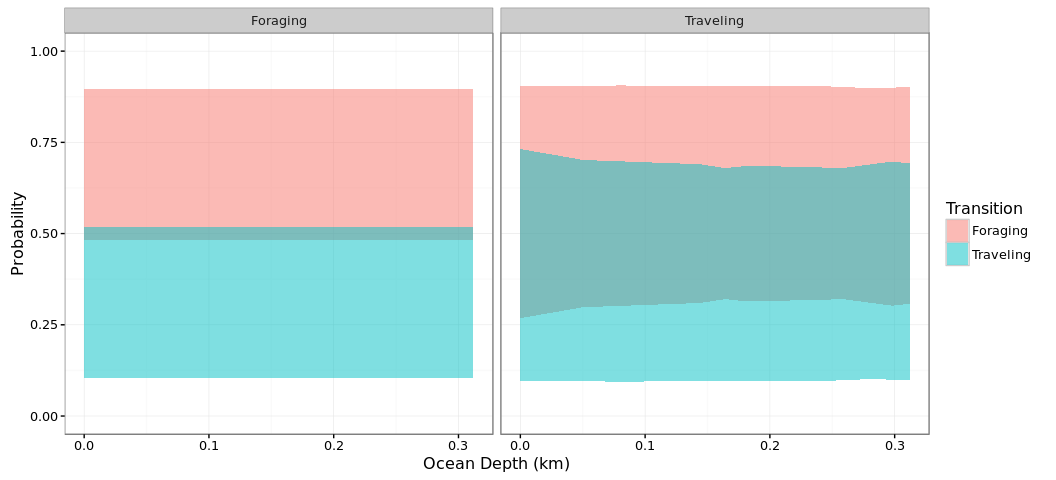 Foraging
Traveling
Probability
1.00
0.75
0.50
0.25
0.00
0.0
0.1
0.2
0.3
0.0
0.1
0.2
0.3
Ocean Depth (km)
Transition
Foraging
Traveling